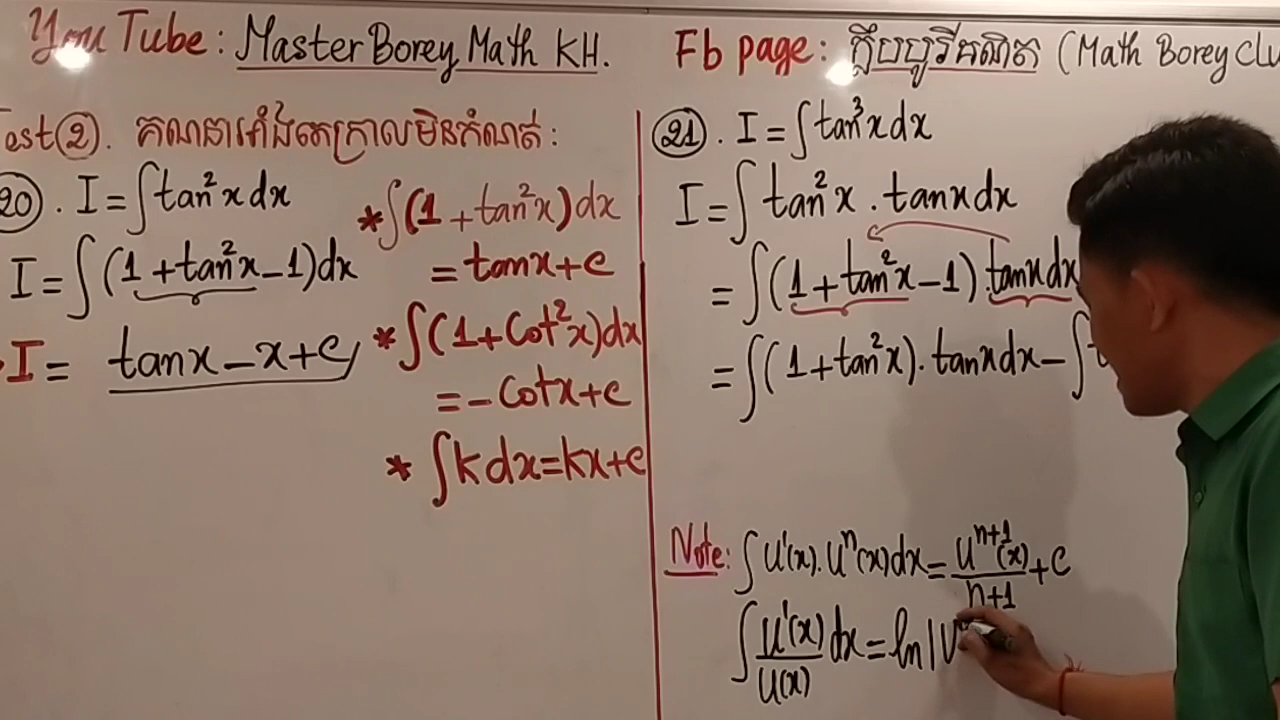 YouTube: Master Borey Math KH.
Fb page: ក្លឹបបូរីគណិត (Math Borey Clu
Test ②. គណនាអាំងតេក្រាលមិនកំណត់:
20. I = ∫tan²x dx
I = ∫(1 + tan²x - 1)dx
I = tanx - x + c
* ∫(1 + tan²x)dx
= tanx + c
* ∫(1 + Cot²x)dx
= - Cotx + c
* ∫k dx = kx + c
21. I = ∫tan³x dx
I = ∫tan²x . tanx dx
= ∫(1 + tan²x - 1). tanx dx
= ∫(1 + tan²x). tanx dx - ∫t
Note: ∫u'(x). uⁿ(x)dx = uⁿ⁺¹(x)/n+1 + c
∫u'(x)/u(x) dx = ln|u